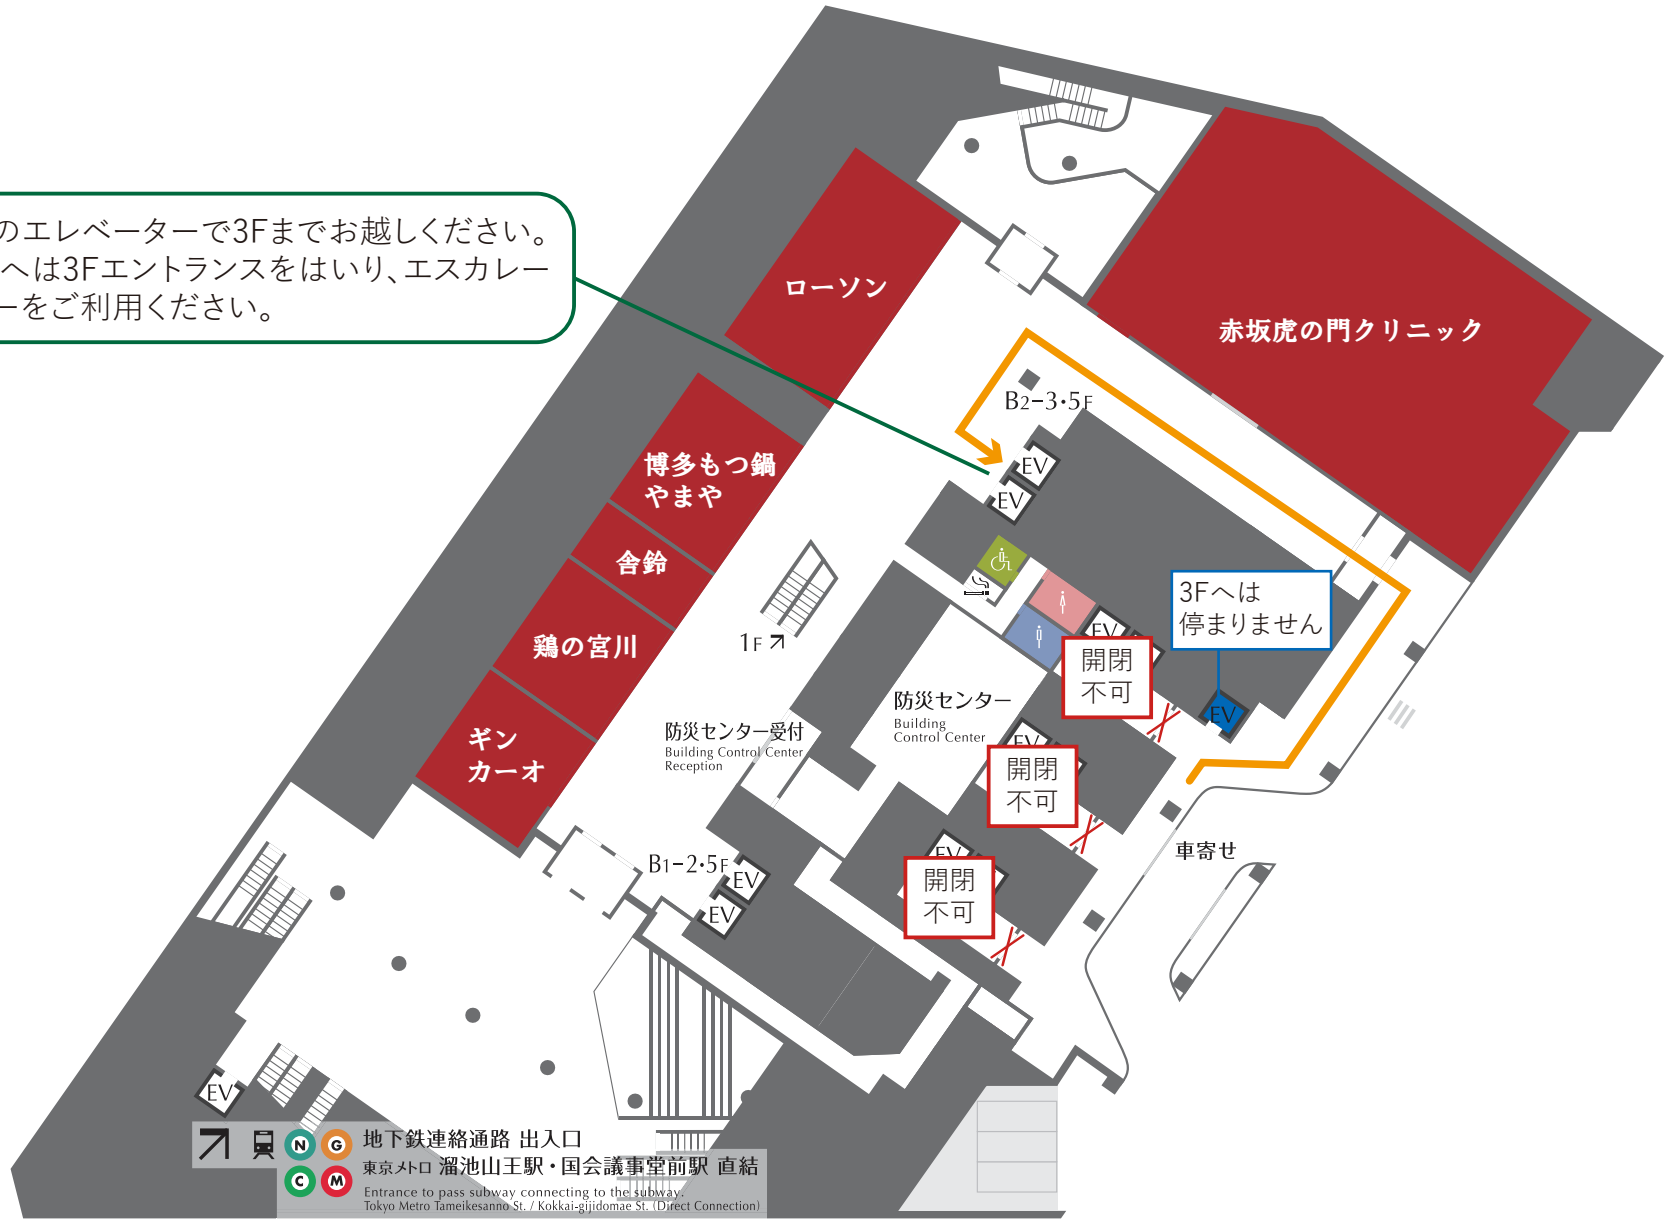 のエレベーターで3Fまでお越しください。
へは3Fエントランスをはいり、エスカレー
ーをご利用ください。
ローソン
赤坂虎の門クリニック
B2−3・5F
EV
EV
博多もつ鍋
やまや
舎鈴
鶏の宮川
ギン
カーオ
1F
3Fへは
停まりません
EV
開閉
不可
EV
防災センター
Building
Control Center
防災センター受付
Building Control Center
Reception
EV
開閉
不可
車寄せ
B1−2・5F
EV
EV
EV
開閉
不可
EV
N
G
C
M
地下鉄連絡通路 出入口
東京メトロ 溜池山王駅・国会議事堂前駅 直結
Entrance to pass subway connecting to the subway.
Tokyo Metro Tameikesanno St. / Kokkai-gijidomae St. (Direct Connection)